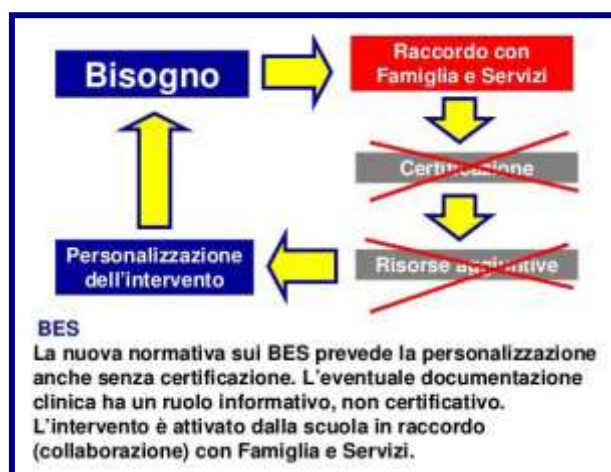 Bisogno
Raccordo con
Famiglia e Servizi
Certificazione
Risorse aggiuntive
Personalizzazione
dell'intervento
BES
La nuova normativa sui BES prevede la personalizzazione
anche senza certificazione. L'eventuale documentazione
clinica ha un ruolo informativo, non certificativo.
L'intervento è attivato dalla scuola in raccordo
(collaborazione) con Famiglia e Servizi.